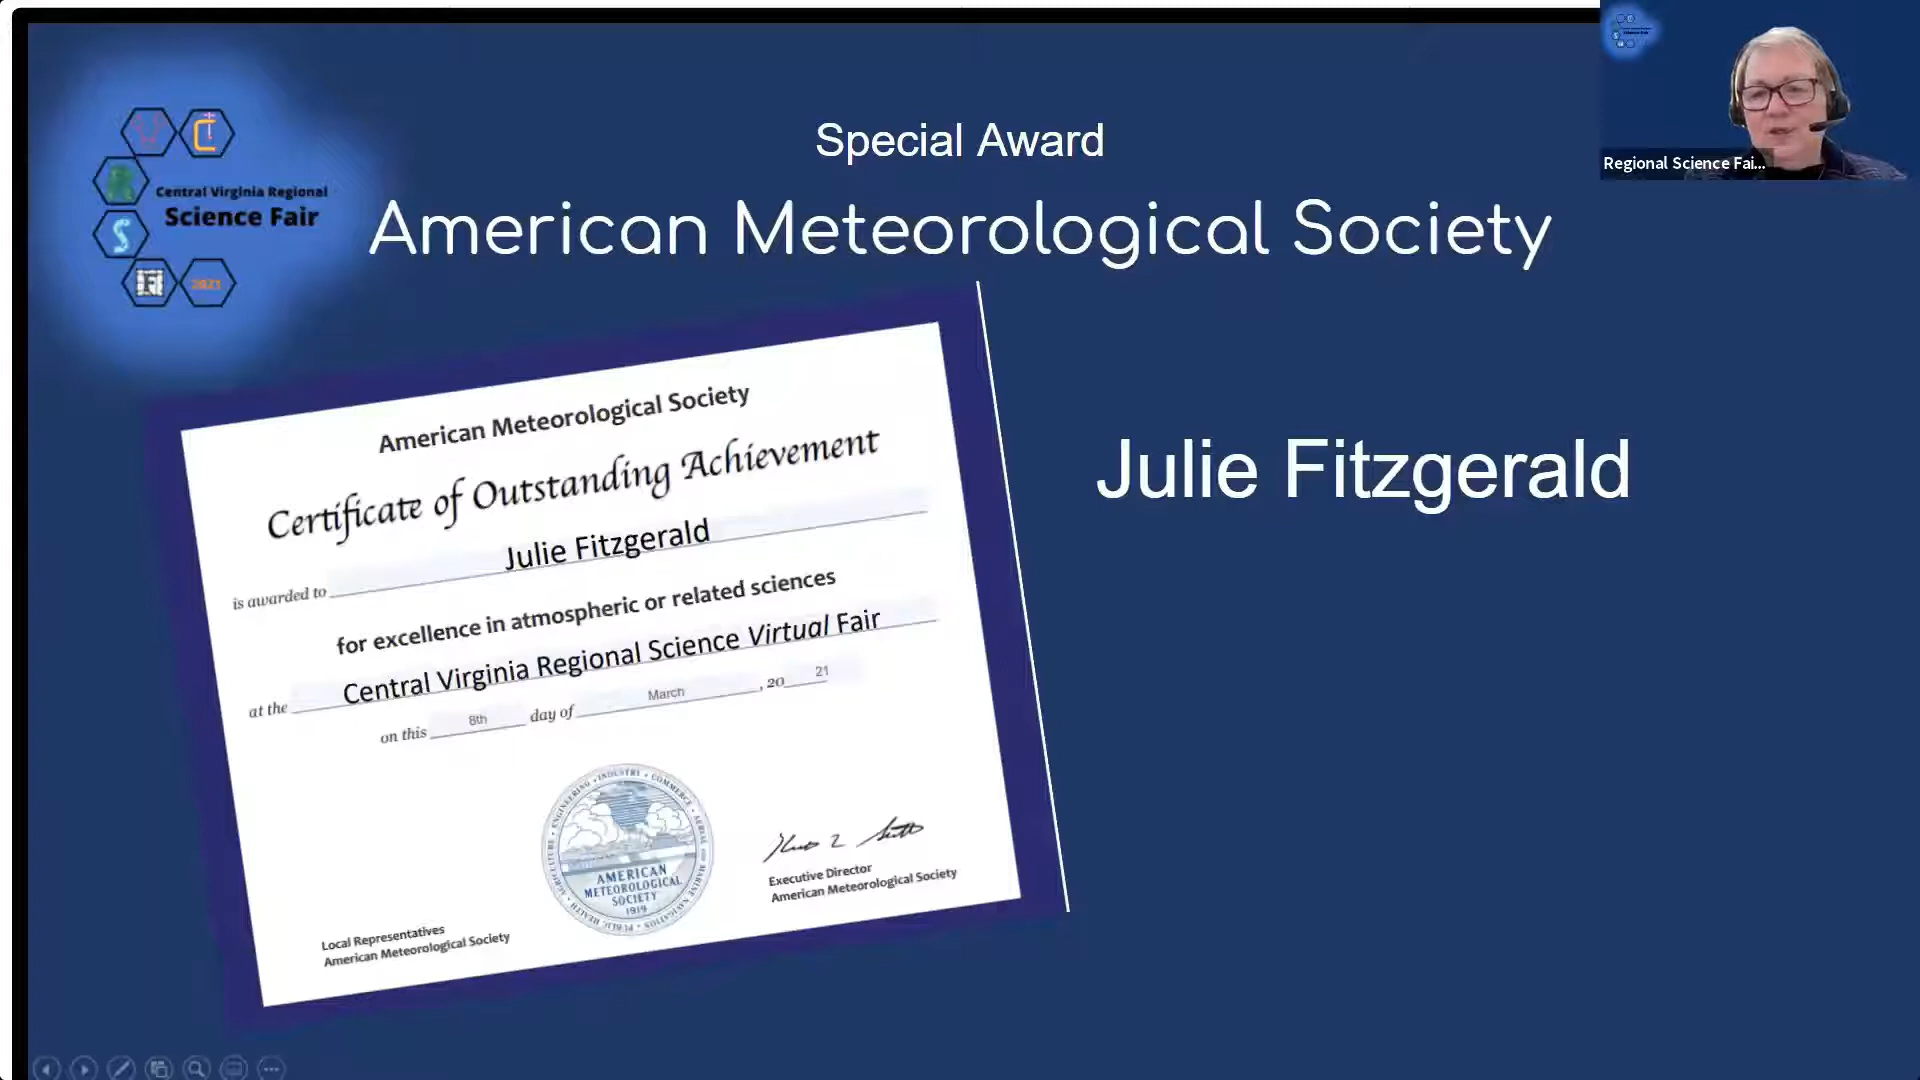 Special Award
American Meteorological Society
Central Virginia Regional
Science Fair
S
F
2021
Regional Science Fai...
American Meteorological Society
Certificate of Outstanding Achievement
is awarded to Julie Fitzgerald
for excellence in atmospheric or related sciences
at the Central Virginia Regional Science Virtual Fair
on this 8th day of March, 20 21
AMERICAN
METEOROLOGICAL
SOCIETY
1919
Executive Director
American Meteorological Society
Local Representatives
American Meteorological Society
Julie Fitzgerald